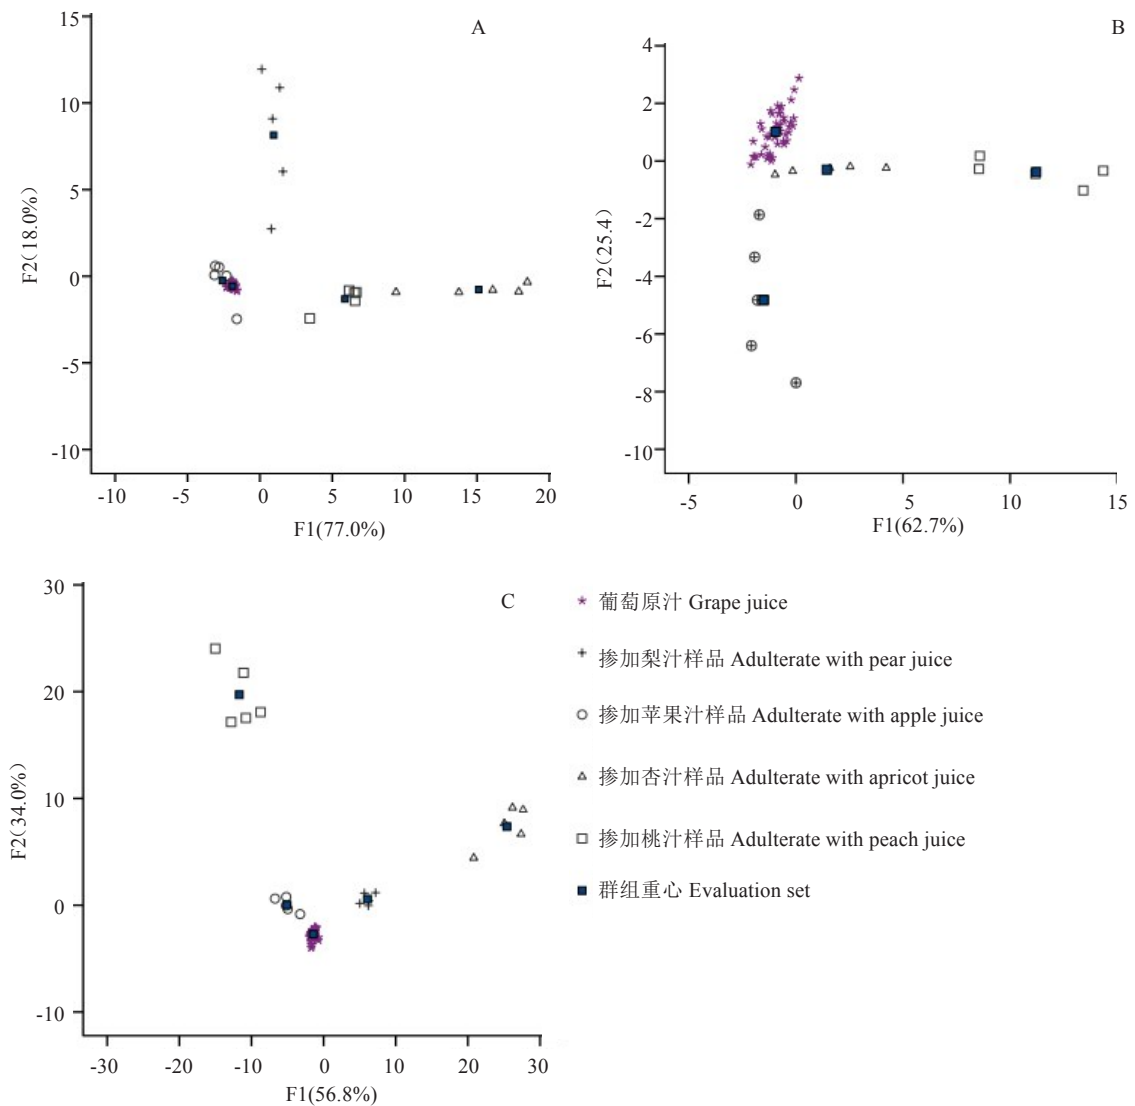 A
15
10
5
0
-5
-10
F2(18.0%)
-10 -5 0 5 10 15 20
F1(77.0%)
B
4
2
0
-2
-4
-6
-8
-10
F2(25.4)
-5 0 5 10 15
F1(62.7%)
C
30
20
10
0
-10
F2(34.0%)
-30 -20 -10 0 10 20 30
F1(56.8%)
葡萄原汁 Grape juice
掺加梨汁样品 Adulterate with pear juice
掺加苹果汁样品 Adulterate with apple juice
掺加杏汁样品 Adulterate with apricot juice
掺加桃汁样品 Adulterate with peach juice
群组重心 Evaluation set